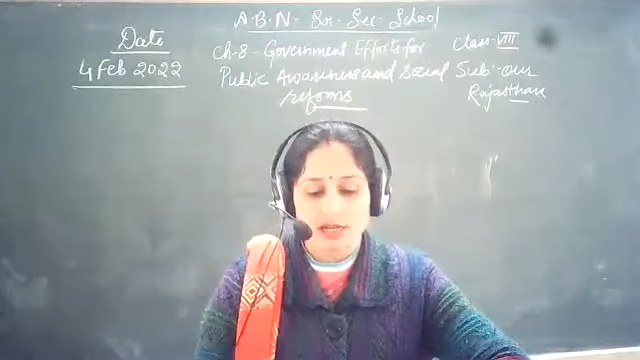 A.B.N. Sr. Sec. School
Date
4 Feb 2022
Ch-8- Government Efforts for
Public Awareness and Social
reforms
Class- VIII
Sub:- Our
Rajasthan